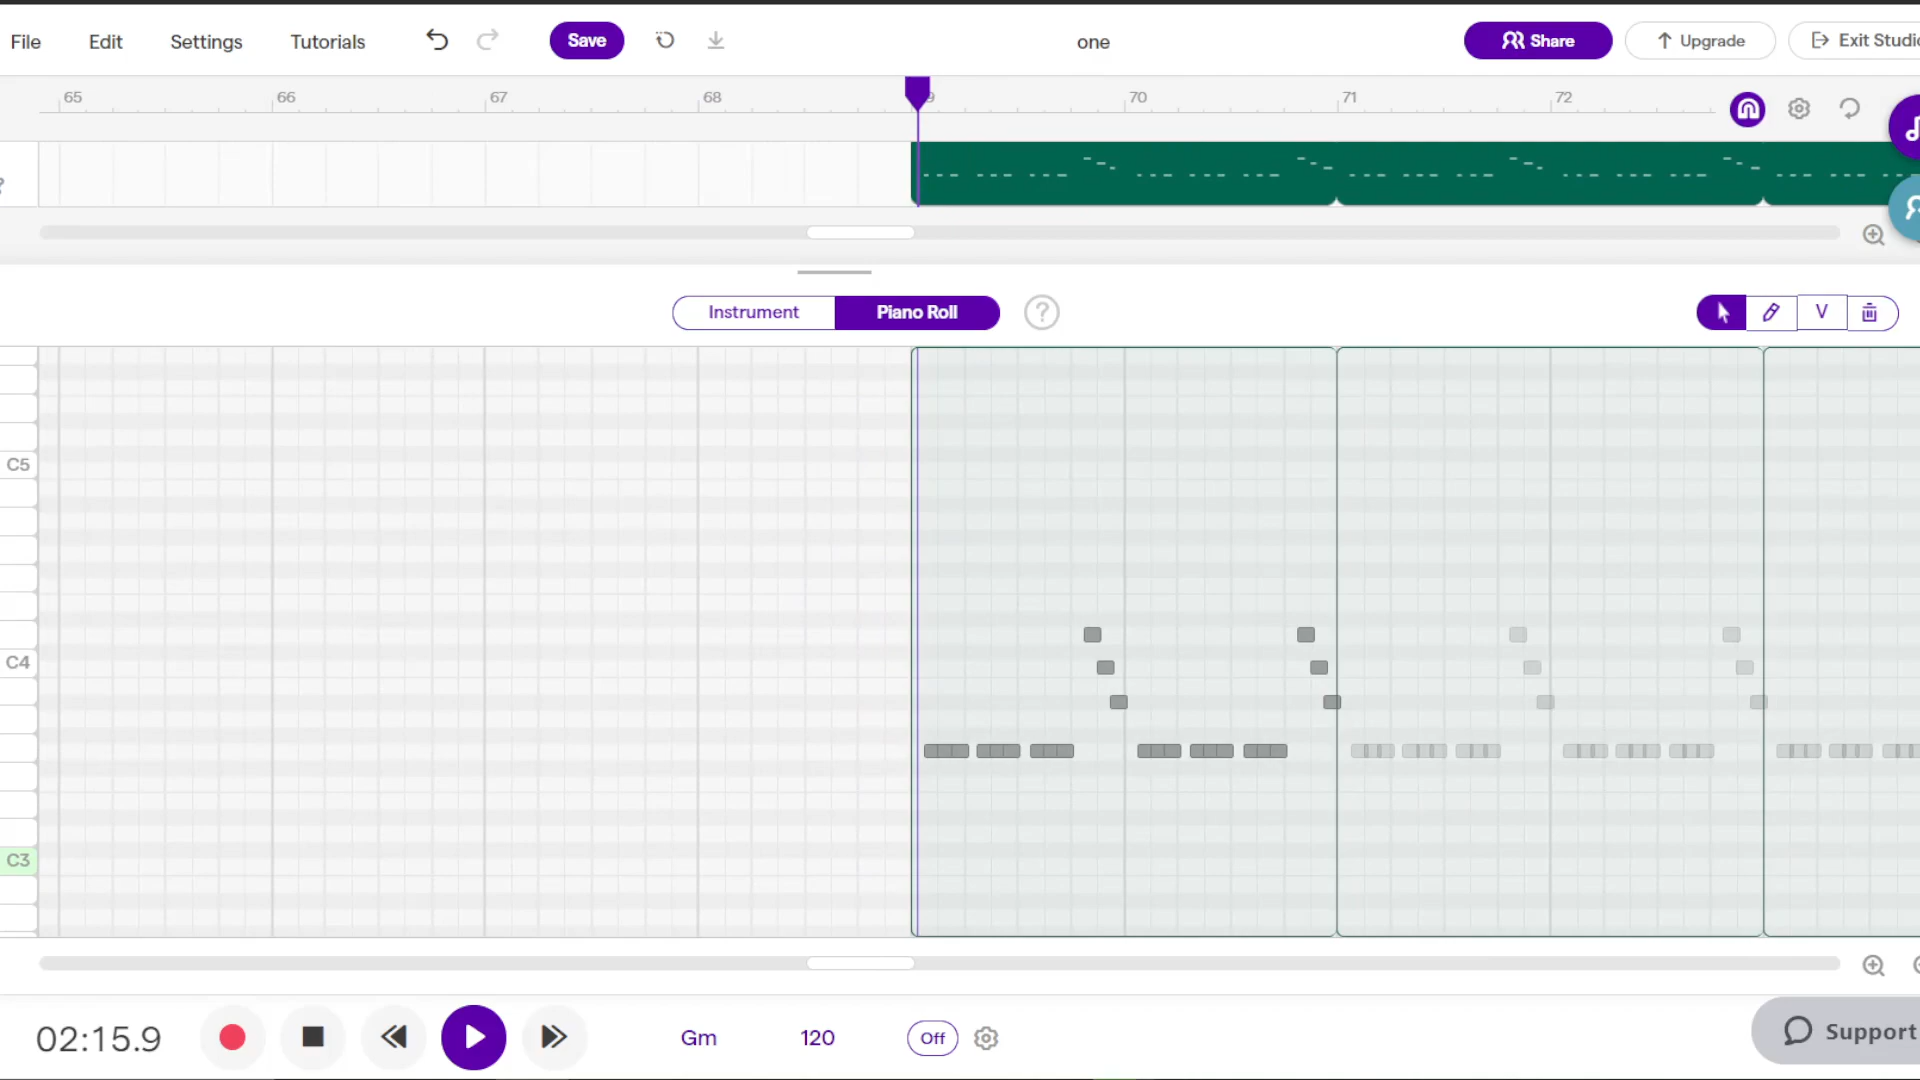 File Edit Settings Tutorials Save one Share Upgrade Exit Studio
65 66 67 68 70 71 72
Instrument Piano Roll ? V
C5
C4
C3
02:15.9 Gm 120 Off Support